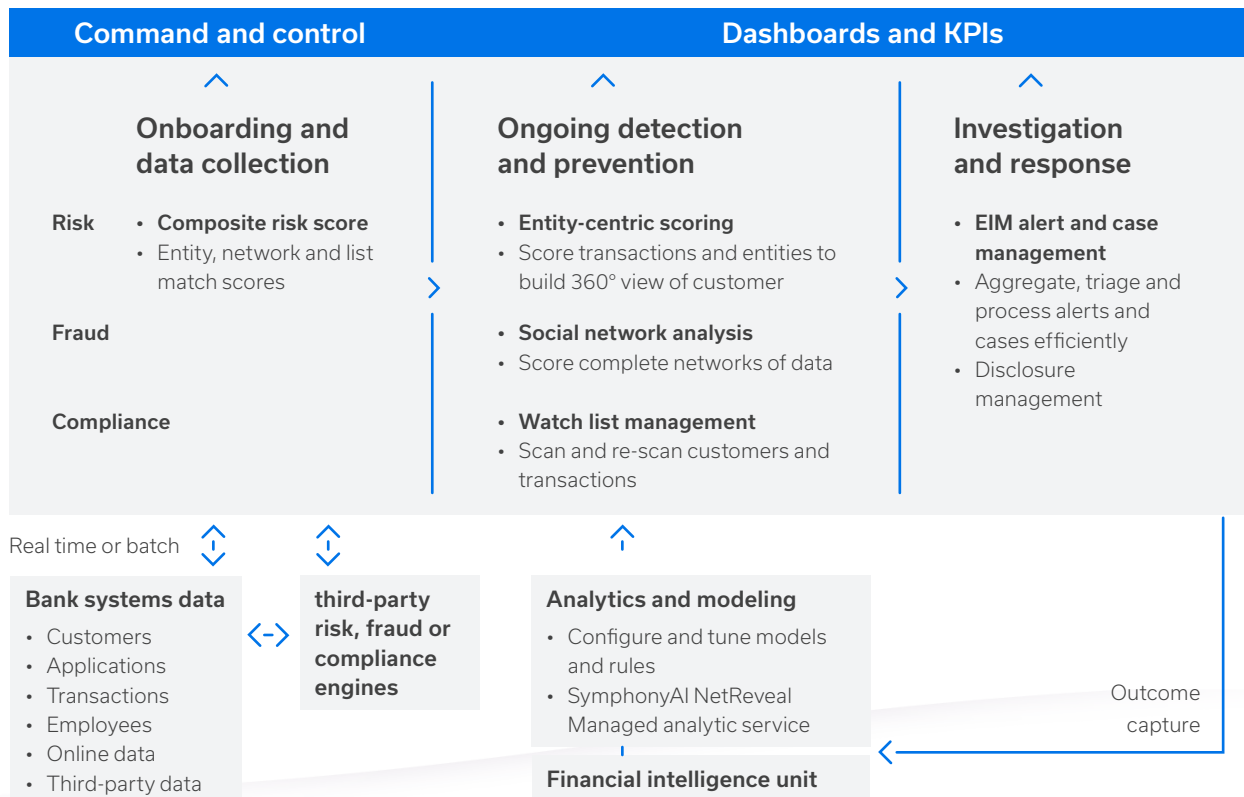 Command and control
Dashboards and KPIs
Onboarding and
data collection
Ongoing detection
and prevention
Investigation
and response
Risk
• Composite risk score
• Entity, network and list
match scores
• Entity-centric scoring
• Score transactions and entities to
build 360° view of customer
• EIM alert and case
management
• Aggregate, triage and
process alerts and
cases efficiently
• Disclosure
management
Fraud
• Social network analysis
• Score complete networks of data
Compliance
• Watch list management
• Scan and re-scan customers and
transactions
Real time or batch
Bank systems data
• Customers
• Applications
• Transactions
• Employees
• Online data
• Third-party data
third-party
risk, fraud or
compliance
engines
Analytics and modeling
• Configure and tune models
and rules
• SymphonyAI NetReveal
Managed analytic service
Financial intelligence unit
Outcome
capture